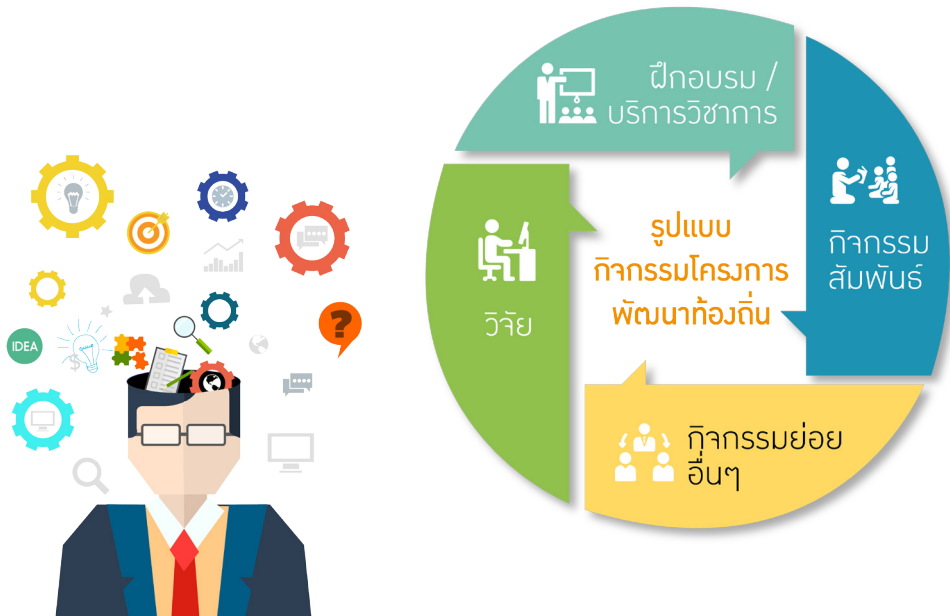 ฝึกอบรม /
บริการวิชาการ
กิจกรรม
สัมพันธ์
รูปแบบ
กิจกรรมโครงการ
พัฒนาท้องถิ่น
วิจัย
กิจกรรมย่อย
อื่นๆ
IDEA
$
?